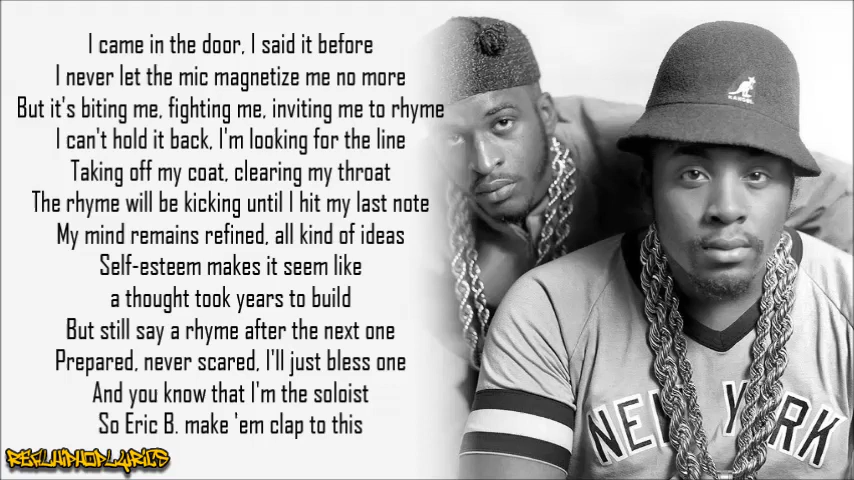 I came in the door, I said it before
I never let the mic magnetize me no more
But it's biting me, fighting me, inviting me to rhyme
I can't hold it back, I'm looking for the line
Taking off my coat, clearing my throat
The rhyme will be kicking until I hit my last note
My mind remains refined, all kind of ideas
Self-esteem makes it seem like
a thought took years to build
But still say a rhyme after the next one
Prepared, never scared, I'll just bless one
And you know that I'm the soloist
So Eric B. make 'em clap to this
KANGOL
NEW YORK
REALHIPHOPLYRICS